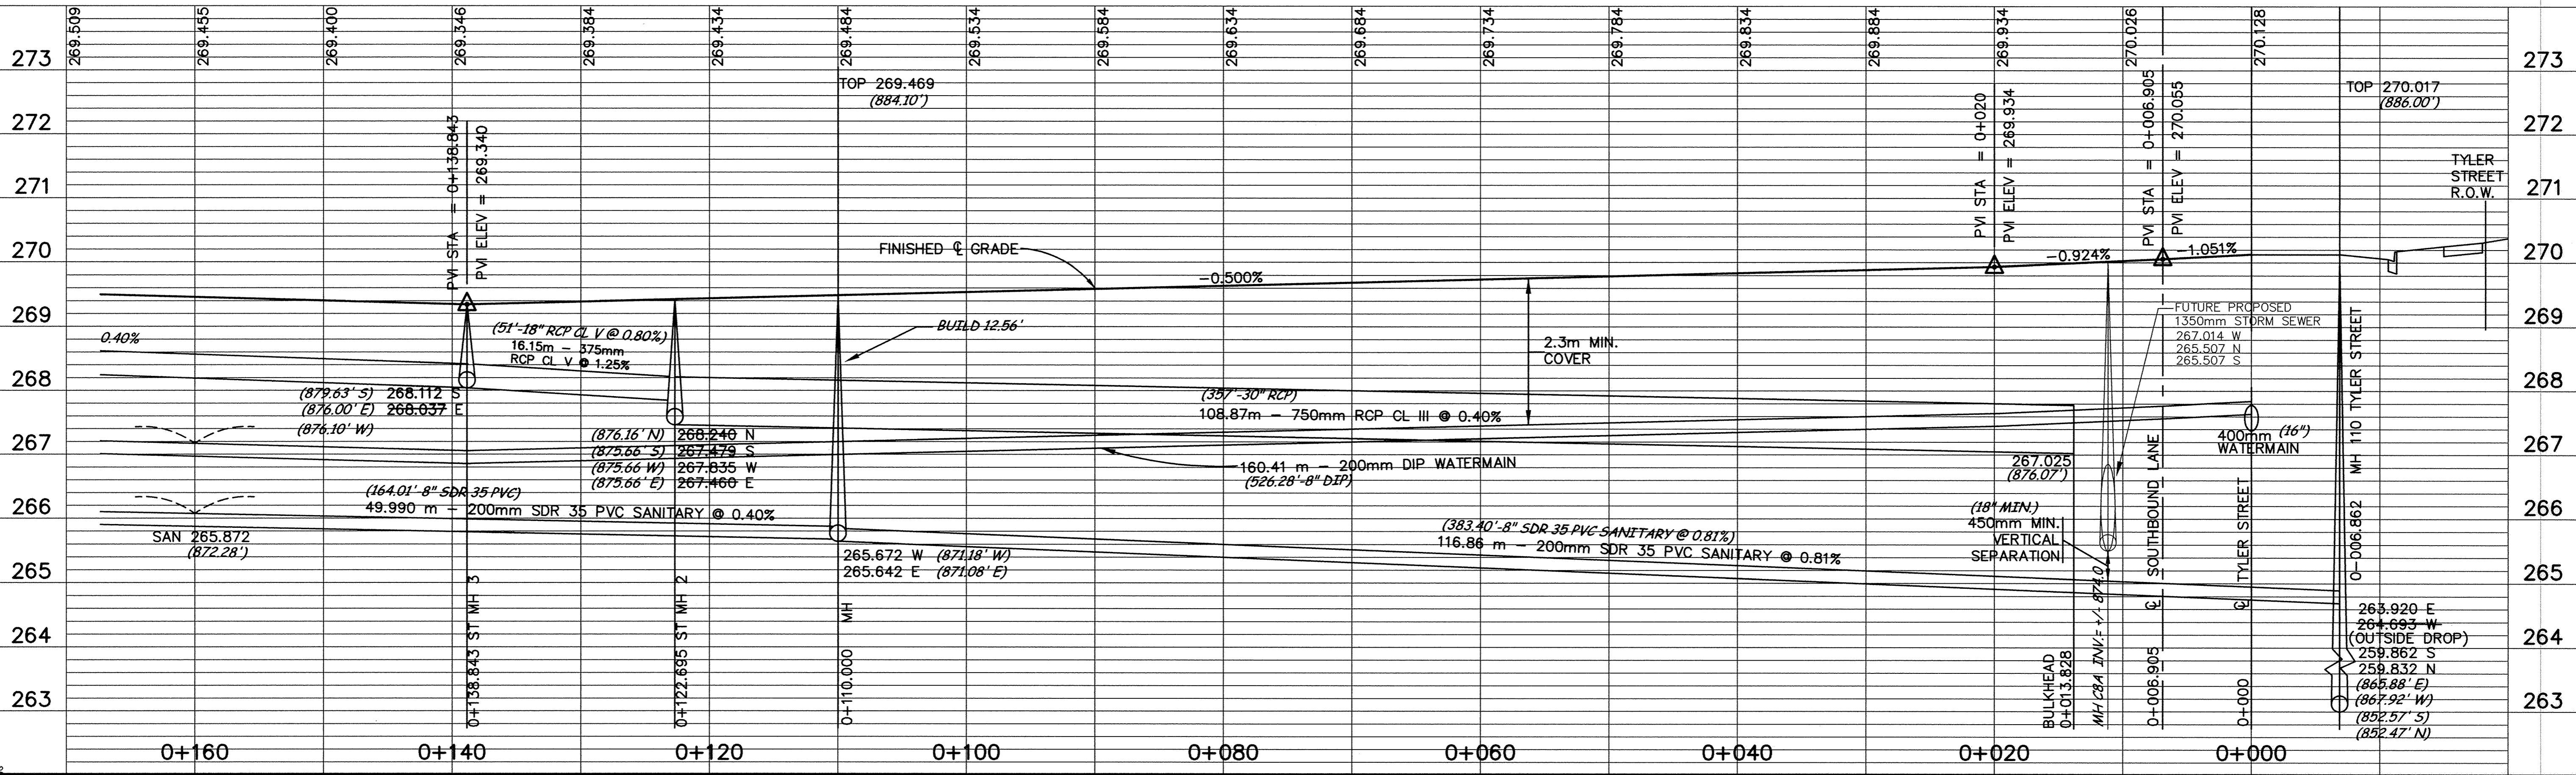 269.509
269.455
269.400
269.346
269.384
269.434
269.484
269.534
269.584
269.634
269.684
269.734
269.784
269.834
269.884
269.934
270.026
270.128
273
272
271
270
269
268
267
266
265
264
263
273
272
271
270
269
268
267
266
265
264
263
PVI STA = 0+138.843
PVI ELEV = 269.340
TOP 269.469
(884.10')
PVI STA = 0+020
PVI ELEV = 269.934
PVI STA = 0+006.905
PVI ELEV = 270.055
TOP 270.017
(886.00')
TYLER
STREET
R.O.W.
FINISHED ℄ GRADE
-0.500%
-0.924%
-1.051%
0.40%
(51'-18" RCP CL V @ 0.80%)
16.15m - 375mm
RCP CL V @ 1.25%
BUILD 12.56'
2.3m MIN.
COVER
FUTURE PROPOSED
1350mm STORM SEWER
267.014 W
265.507 N
265.507 S
(879.63' S) 268.112 S
(876.00' E) 268.037 E
(876.10' W)
(876.16' N) 268.240 N
(875.66' S) 267.479 S
(875.66 W) 267.835 W
(875.66' E) 267.460 E
(357'-30" RCP)
108.87m - 750mm RCP CL III @ 0.40%
160.41 m - 200mm DIP WATERMAIN
(526.28'-8" DIP)
400mm (16")
WATERMAIN
267.025
(876.07')
(164.01'-8" SDR 35 PVC)
49.990 m - 200mm SDR 35 PVC SANITARY @ 0.40%
SAN 265.872
(872.28')
265.672 W (871.18' W)
265.642 E (871.08' E)
(383.40'-8" SDR 35 PVC SANITARY @ 0.81%)
116.86 m - 200mm SDR 35 PVC SANITARY @ 0.81%
(18" MIN.)
450mm MIN.
VERTICAL
SEPARATION
0+138.843 ST MH 3
0+122.695 ST MH 2
0+110.000 MH
BULKHEAD
0+013.828
MH C8A INV.= +/- 874.0
0+006.905 ℄ SOUTHBOUND LANE
0+000 ℄ TYLER STREET
0-006.862 MH 110 TYLER STREET
263.920 E
264.693 W
(OUTSIDE DROP)
259.862 S
259.832 N
(865.88' E)
(867.92' W)
(852.57' S)
(852.47' N)
0+160
0+140
0+120
0+100
0+080
0+060
0+040
0+020
0+000